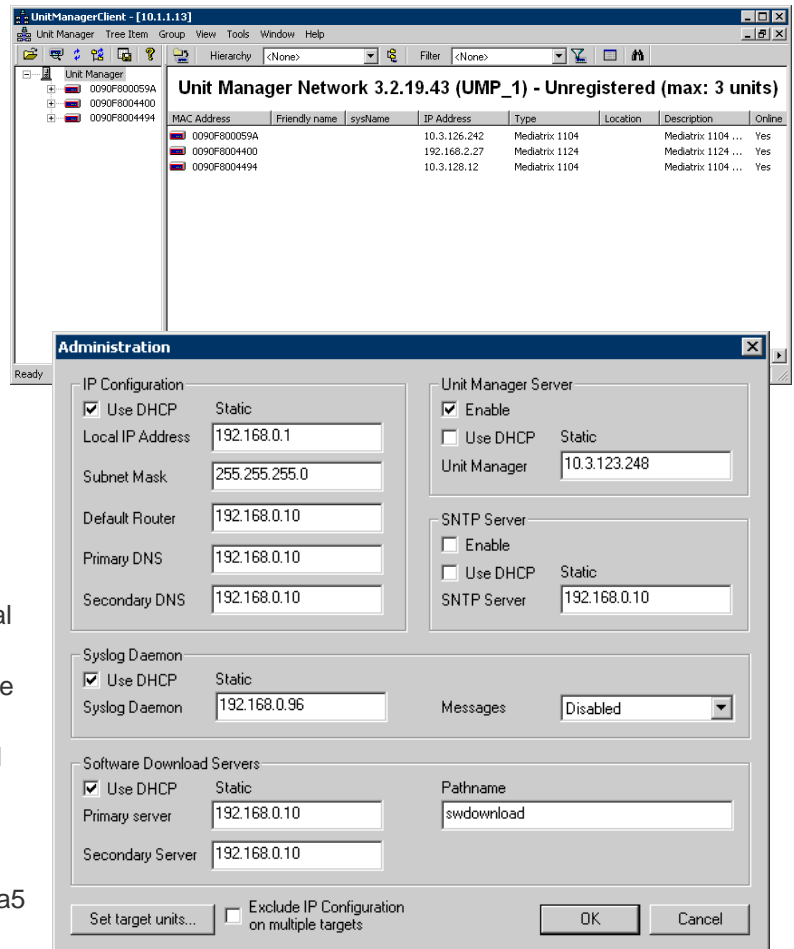 UnitManagerClient - [10.1.1.13]
Unit Manager Tree Item Group View Tools Window Help
Hierarchy <None> Filter <None>
Unit Manager
0090F800059A
0090F8004400
0090F8004494
Unit Manager Network 3.2.19.43 (UMP_1) - Unregistered (max: 3 units)
MAC Address Friendly name sysName IP Address Type Location Description Online
0090F800059A 10.3.126.242 Mediatrix 1104 Mediatrix 1104 ... Yes
0090F8004400 192.168.2.27 Mediatrix 1124 Mediatrix 1124 ... Yes
0090F8004494 10.3.128.12 Mediatrix 1104 Mediatrix 1104 ... Yes
Ready
Administration
IP Configuration
Use DHCP Static
Local IP Address 192.168.0.1
Subnet Mask 255.255.255.0
Default Router 192.168.0.10
Primary DNS 192.168.0.10
Secondary DNS 192.168.0.10
Unit Manager Server
Enable
Use DHCP Static
Unit Manager 10.3.123.248
SNTP Server
Enable
Use DHCP Static
SNTP Server 192.168.0.10
Syslog Daemon
Use DHCP Static
Syslog Daemon 192.168.0.96 Messages Disabled
Software Download Servers
Use DHCP Static Pathname
Primary server 192.168.0.10 swdownload
Secondary Server 192.168.0.10
Set target units... Exclude IP Configuration
on multiple targets
OK Cancel
al
e
a5